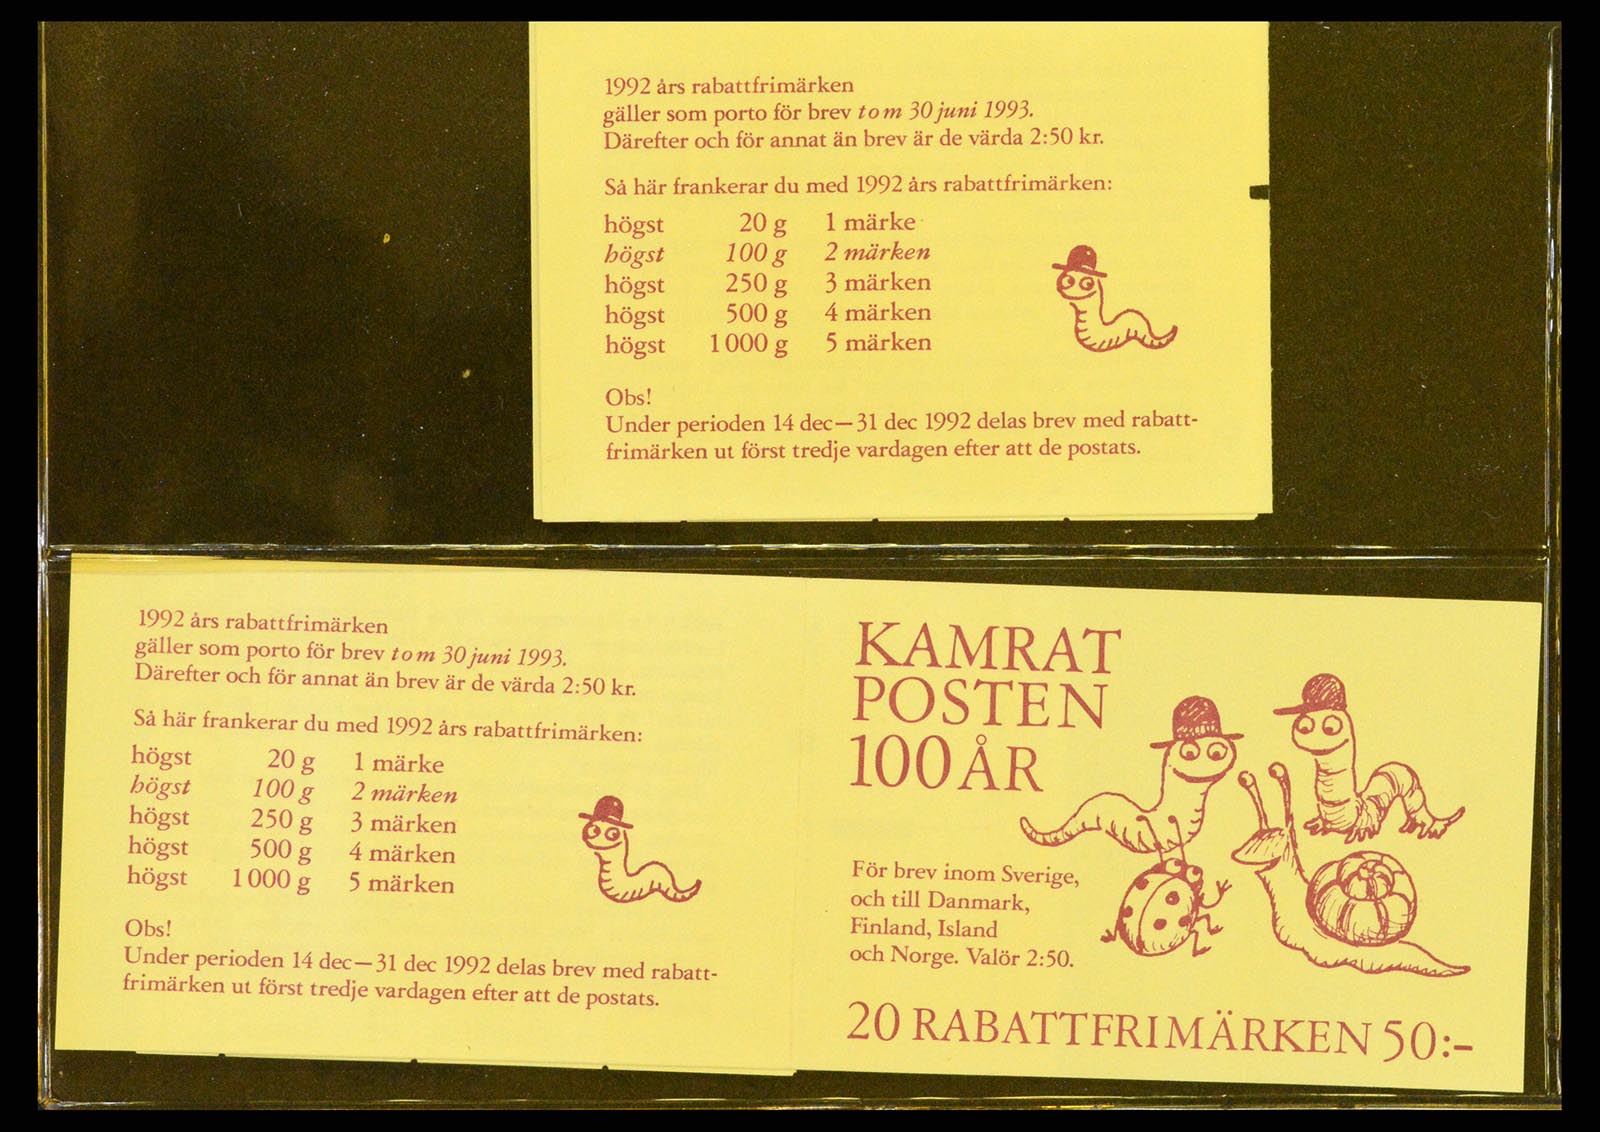 1992 års rabattfrimärken
gäller som porto för brev t o m 30 juni 1993.
Därefter och för annat än brev är de värda 2:50 kr.
Så här frankerar du med 1992 års rabattfrimärken:
högst 20 g 1 märke
högst 100 g 2 märken
högst 250 g 3 märken
högst 500 g 4 märken
högst 1000 g 5 märken
Obs!
Under perioden 14 dec—31 dec 1992 delas brev med rabatt-
frimärken ut först tredje vardagen efter att de postats.
1992 års rabattfrimärken
gäller som porto för brev t o m 30 juni 1993.
Därefter och för annat än brev är de värda 2:50 kr.
Så här frankerar du med 1992 års rabattfrimärken:
högst 20 g 1 märke
högst 100 g 2 märken
högst 250 g 3 märken
högst 500 g 4 märken
högst 1000 g 5 märken
Obs!
Under perioden 14 dec—31 dec 1992 delas brev med rabatt-
frimärken ut först tredje vardagen efter att de postats.
KAMRAT
POSTEN
100 ÅR
För brev inom Sverige,
och till Danmark,
Finland, Island
och Norge. Valör 2:50.
20 RABATTFRIMÄRKEN 50:–